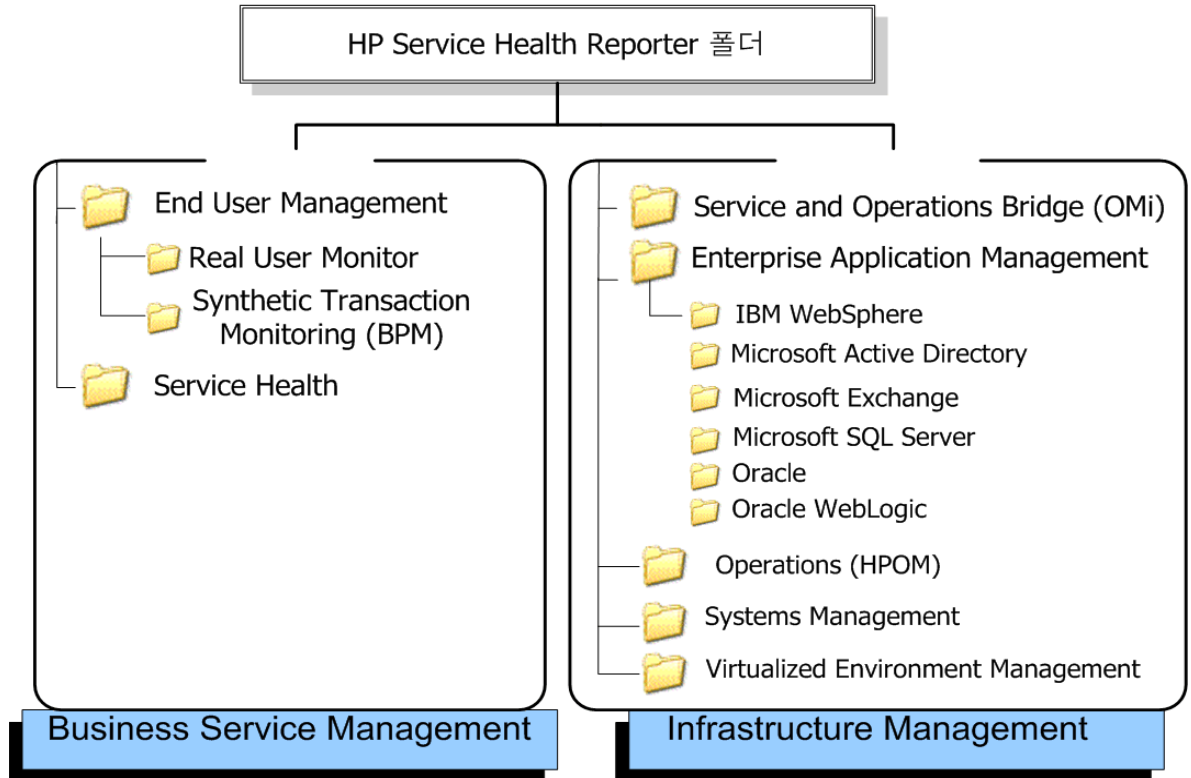 HP Service Health Reporter 폴더
End User Management
Real User Monitor
Synthetic Transaction
Monitoring (BPM)
Service Health
Business Service Management
Service and Operations Bridge (OMi)
Enterprise Application Management
IBM WebSphere
Microsoft Active Directory
Microsoft Exchange
Microsoft SQL Server
Oracle
Oracle WebLogic
Operations (HPOM)
Systems Management
Virtualized Environment Management
Infrastructure Management